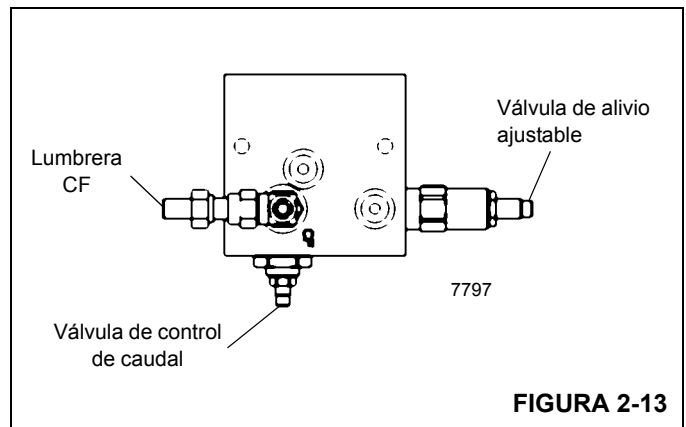 Lumbrera
CF
Válvula de alivio
ajustable
7797
Válvula de control
de caudal
FIGURA 2-13